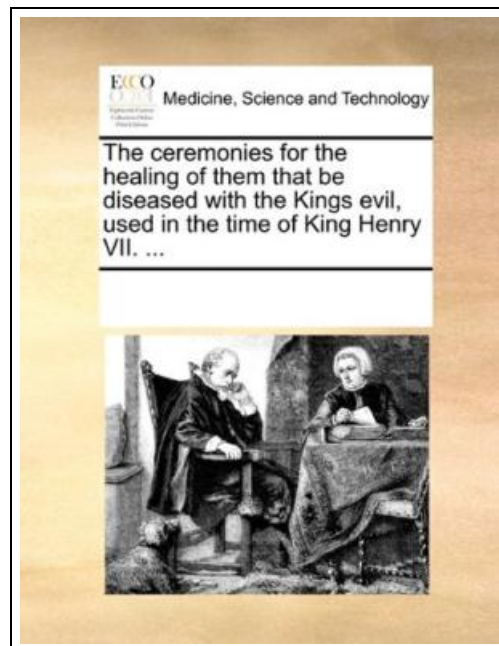 ECCO
Medicine, Science and Technology
The ceremonies for the
healing of them that be
diseased with the Kings evil,
used in the time of King Henry
VII. ...